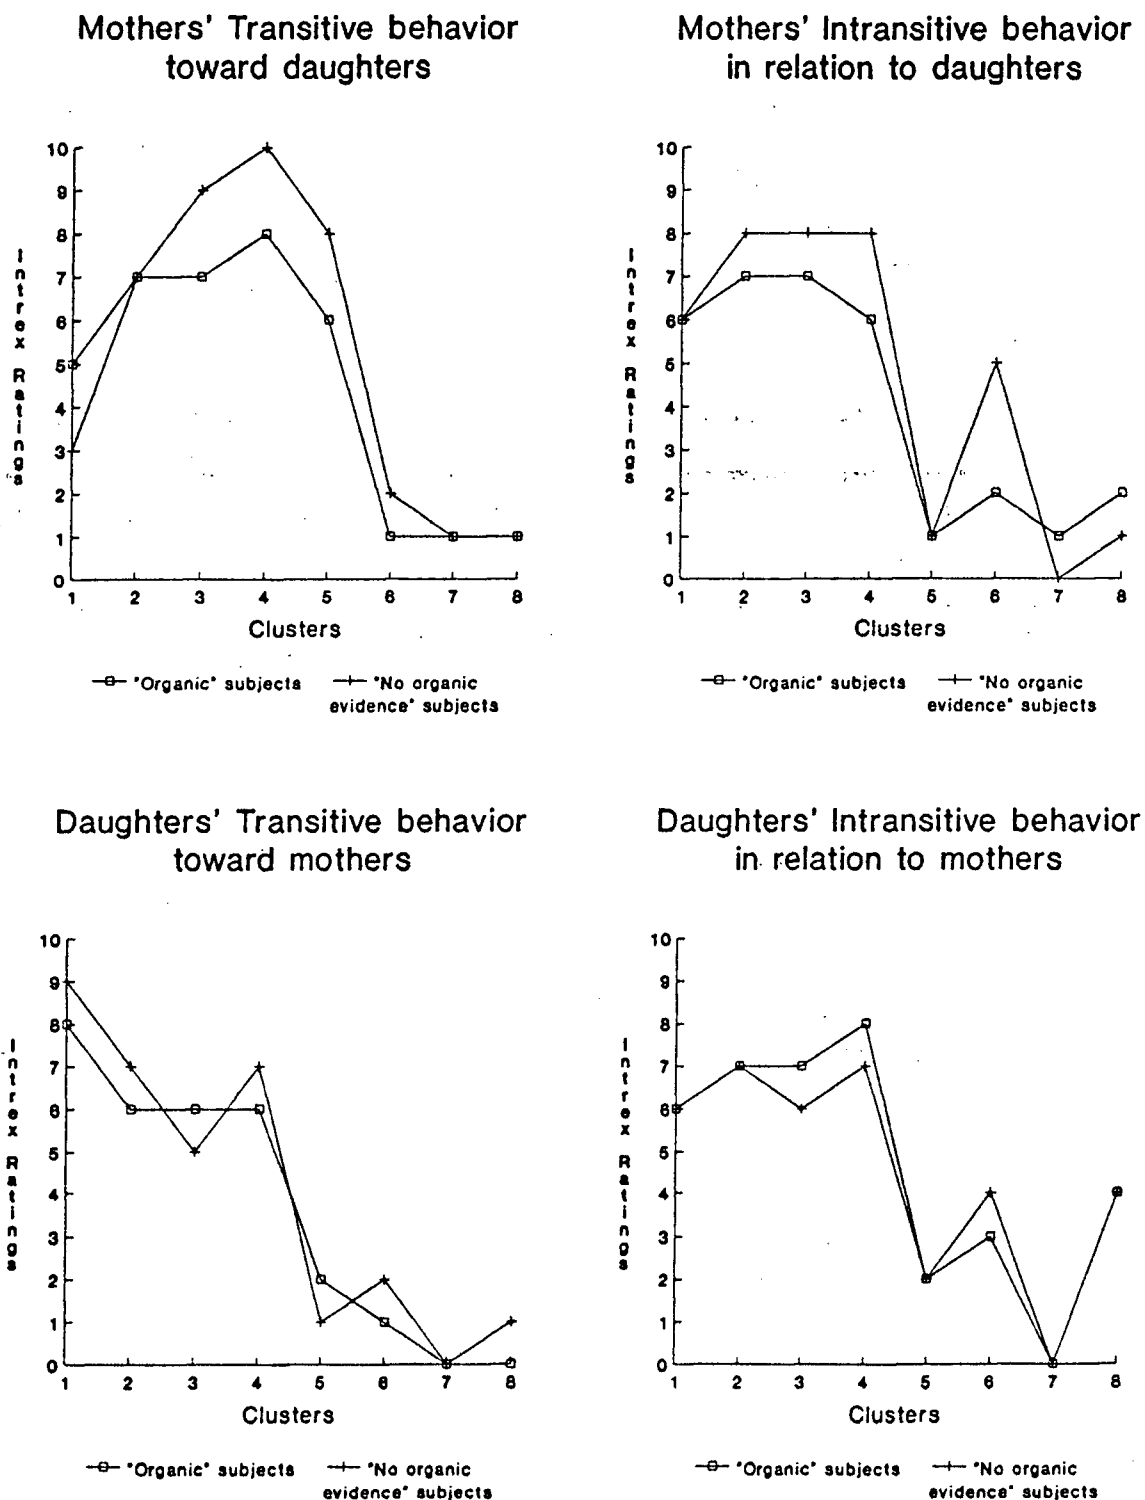 Mothers' Transitive behavior
toward daughters
10
9
8
7
6
5
4
3
2
1
0
Intrex Ratings
1 2 3 4 5 6 7 8
Clusters
"Organic" subjects
"No organic
evidence" subjects
Mothers' Intransitive behavior
in relation to daughters
10
9
8
7
6
5
4
3
2
1
0
Intrex Ratings
1 2 3 4 5 6 7 8
Clusters
"Organic" subjects
"No organic
evidence" subjects
Daughters' Transitive behavior
toward mothers
10
9
8
7
6
5
4
3
2
1
0
Intrex Ratings
1 2 3 4 5 6 7 8
Clusters
"Organic" subjects
"No organic
evidence" subjects
Daughters' Intransitive behavior
in relation to mothers
10
9
8
7
6
5
4
3
2
1
0
Intrex Ratings
1 2 3 4 5 6 7 8
Clusters
"Organic" subjects
"No organic
evidence" subjects